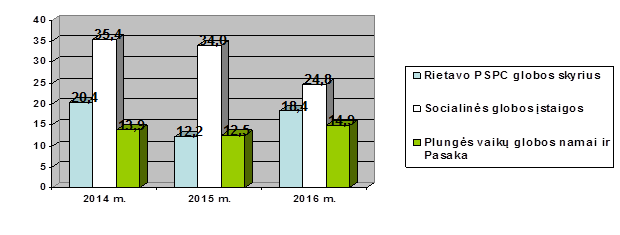 40
35
30
25
20
15
10
5
0
20,4
35,4
13,9
12,2
34,0
12,5
18,4
24,8
14,9
2014 m.
2015 m.
2016 m.
Rietavo PSPC globos skyrius
Socialinės globos įstaigos
Plungės vaikų globos namai ir
Pasaka